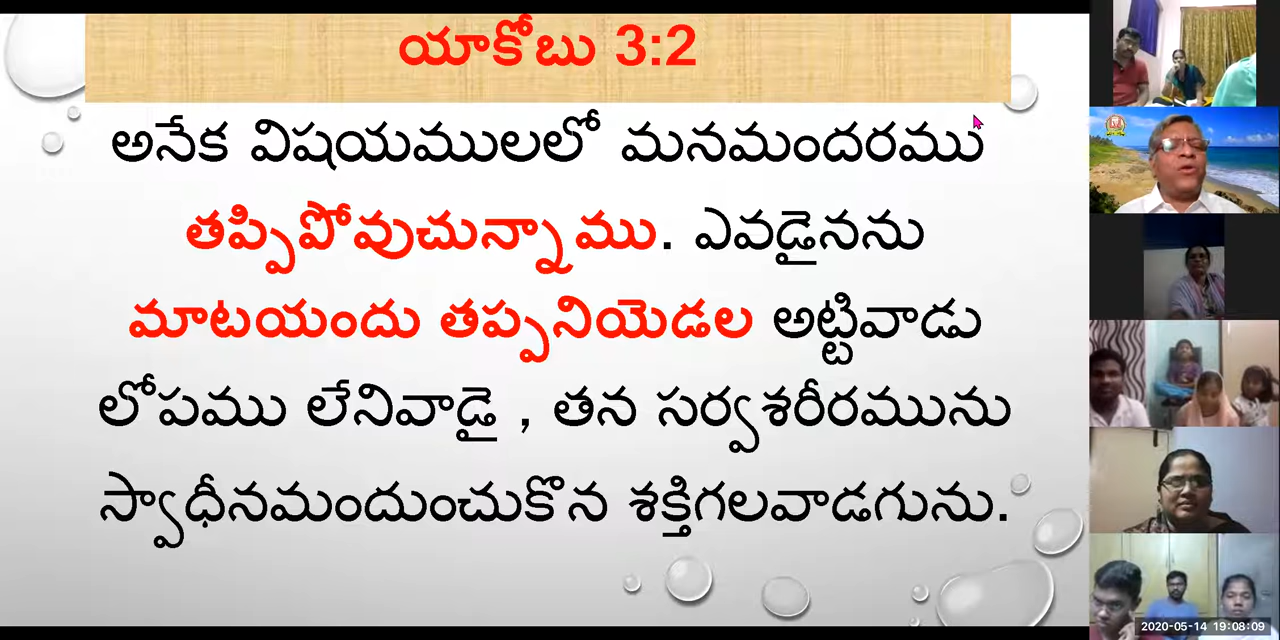 యాకోబు 3:2
అనేక విషయములలో మనమందరము
తప్పిపోవుచున్నాము. ఎవడైనను
మాటయందు తప్పనియెడల అట్టివాడు
లోపము లేనివాడై , తన సర్వశరీరమును
స్వాధీనమందుంచుకొన శక్తిగలవాడగును.
2020-05-14 19:08:09